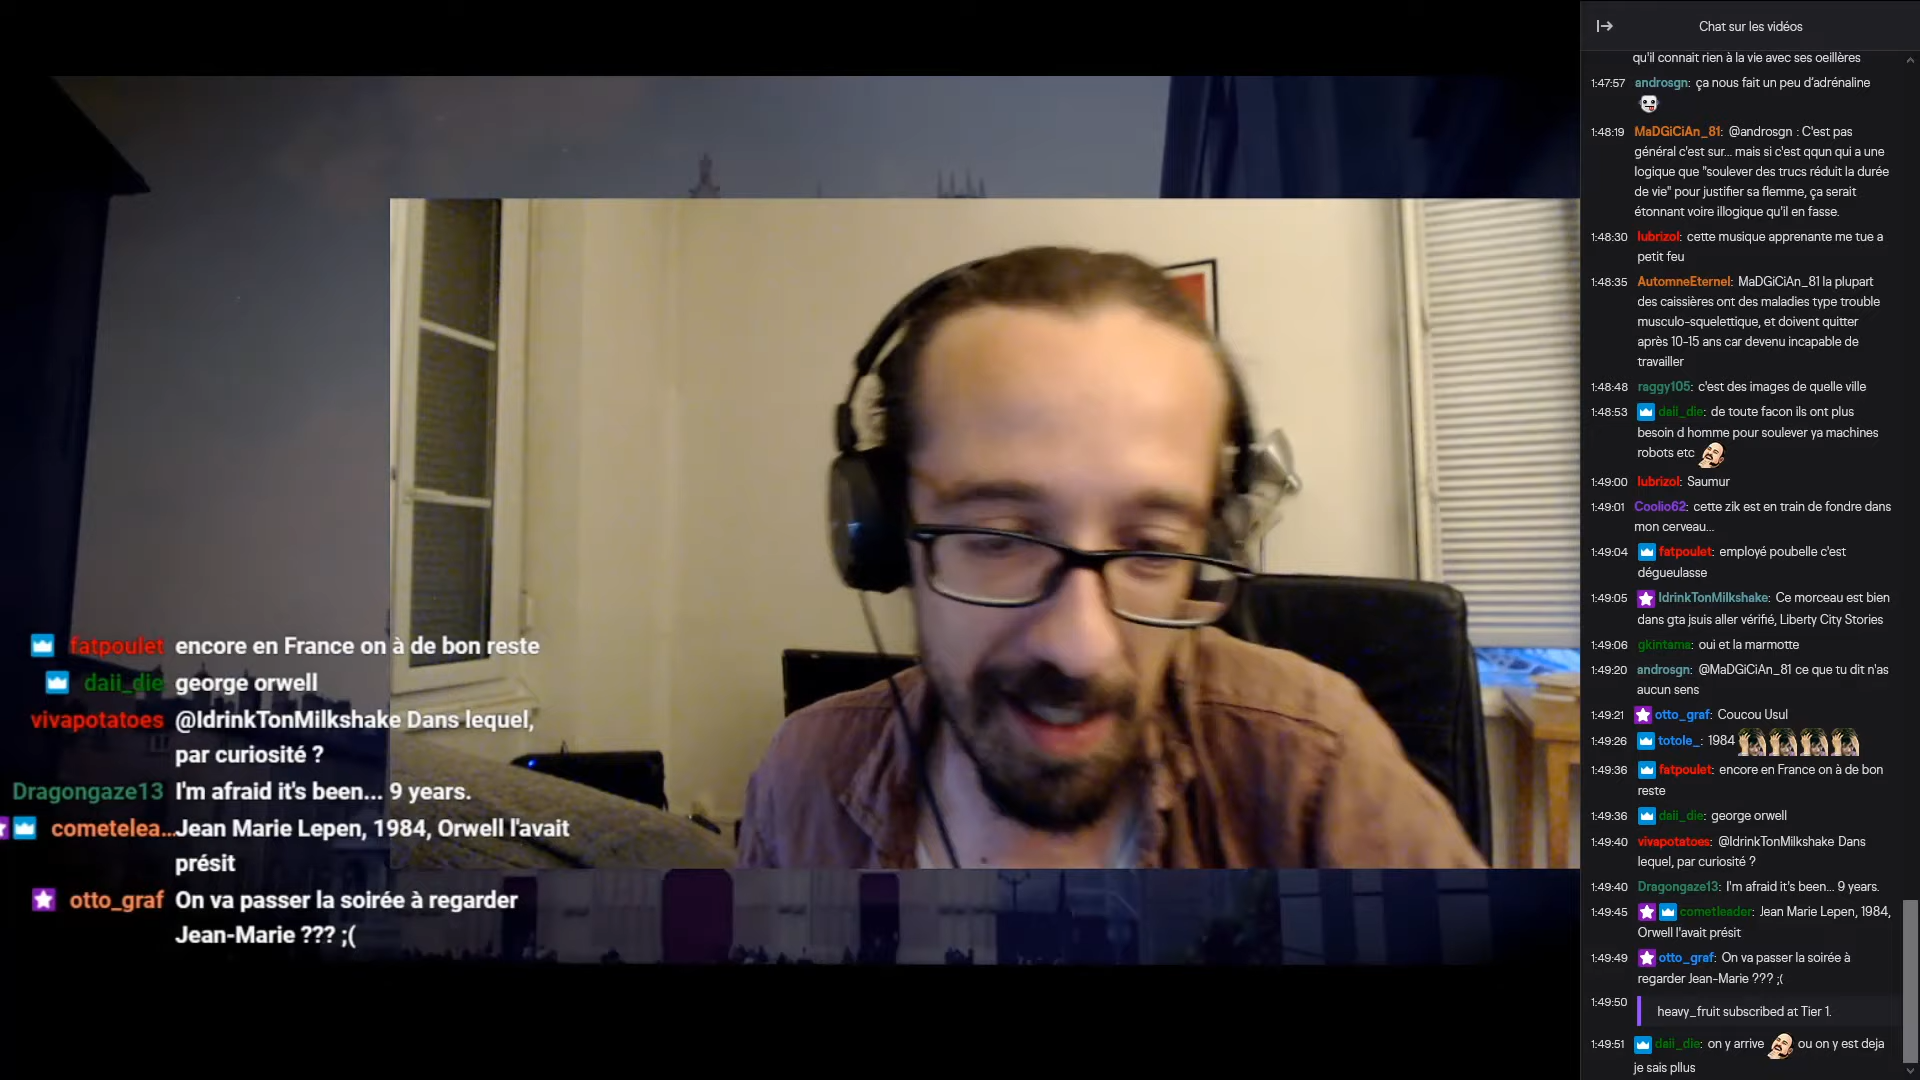 fatpoulet encore en France on à de bon reste
daii_die george orwell
vivapotatoes @IdrinkTonMilkshake Dans lequel,
par curiosité ?
Dragongaze13 I'm afraid it's been... 9 years.
cometelea... Jean Marie Lepen, 1984, Orwell l'avait
présit
otto_graf On va passer la soirée à regarder
Jean-Marie ??? ;(
Chat sur les vidéos
qu'il connait rien à la vie avec ses oeillères
1:47:57 androsgn: ça nous fait un peu d'adrénaline
1:48:19 MaDGiCiAn_81: @androsgn : C'est pas
général c'est sur... mais si c'est qqun qui a une
logique que "soulever des trucs réduit la durée
de vie" pour justifier sa flemme, ça serait
étonnant voire illogique qu'il en fasse.
1:48:30 lubrizol: cette musique apprenante me tue a
petit feu
1:48:35 AutomneEternel: MaDGiCiAn_81 la plupart
des caissières ont des maladies type trouble
musculo-squelettique, et doivent quitter
après 10-15 ans car devenu incapable de
travailler
1:48:48 raggy105: c'est des images de quelle ville
1:48:53 daii_die: de toute facon ils ont plus
besoin d homme pour soulever ya machines
robots etc
1:49:00 lubrizol: Saumur
1:49:01 Coolio62: cette zik est en train de fondre dans
mon cerveau...
1:49:04 fatpoulet: employé poubelle c'est
dégueulasse
1:49:05 IdrinkTonMilkshake: Ce morceau est bien
dans gta jsuis aller vérifié, Liberty City Stories
1:49:06 gkintama: oui et la marmotte
1:49:20 androsgn: @MaDGiCiAn_81 ce que tu dit n'as
aucun sens
1:49:21 otto_graf: Coucou Usul
1:49:26 totole_: 1984
1:49:36 fatpoulet: encore en France on à de bon
reste
1:49:36 daii_die: george orwell
1:49:40 vivapotatoes: @IdrinkTonMilkshake Dans
lequel, par curiosité ?
1:49:40 Dragongaze13: I'm afraid it's been... 9 years.
1:49:45 cometleader: Jean Marie Lepen, 1984,
Orwell l'avait présit
1:49:49 otto_graf: On va passer la soirée à
regarder Jean-Marie ??? ;(
1:49:50 heavy_fruit subscribed at Tier 1.
1:49:51 daii_die: on y arrive ou on y est deja
je sais pllus